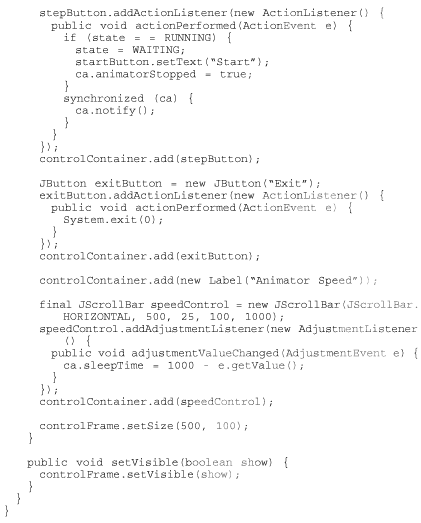 stepButton.addActionListener(new ActionListener() {
public void actionPerformed(ActionEvent e) {
if (state = = RUNNING) {
state = WAITING;
startButton.setText(“Start”);
ca.animatorStopped = true;
}
synchronized (ca) {
ca.notify();
}
}
});
controlContainer.add(stepButton);

JButton exitButton = new JButton(“Exit”);
exitButton.addActionListener(new ActionListener() {
public void actionPerformed(ActionEvent e) {
System.exit(0);
}
});
controlContainer.add(exitButton);

controlContainer.add(new Label(“Animator Speed”));

final JScrollBar speedControl = new JScrollBar(JScrollBar.
HORIZONTAL, 500, 25, 100, 1000);
speedControl.addAdjustmentListener(new AdjustmentListener
() {
public void adjustmentValueChanged(AdjustmentEvent e) {
ca.sleepTime = 1000 - e.getValue();
}
});
controlContainer.add(speedControl);

controlFrame.setSize(500, 100);
}

public void setVisible(boolean show) {
controlFrame.setVisible(show);
}
}
}